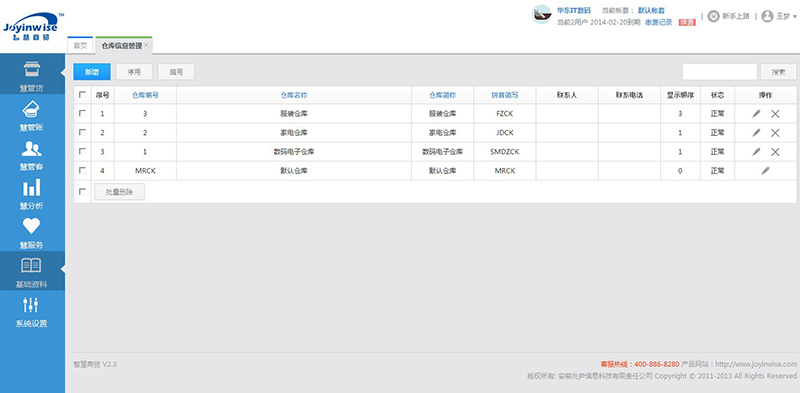 Joyinwise TM
智慧商贸
华东IT数码 当前帐套： 默认帐套
当前2用户 2014-02-20到期 缴费记录 续费
新手上路
王梦
首页 仓库信息管理
慧管货
慧管账
慧管客
慧分析
慧服务
基础资料
系统设置
新增 停用 启用 搜索
序号 仓库编号 仓库名称 仓库简称 拼音简写 联系人 联系电话 显示顺序 状态 操作
1 3 服装仓库 服装仓库 FZCK 3 正常
2 2 家电仓库 家电仓库 JDCK 1 正常
3 1 数码电子仓库 数码电子仓库 SMDZCK 1 正常
4 MRCK 默认仓库 默认仓库 MRCK 0 正常
批量删除
智慧商贸 V2.3
客服热线：400-886-8280 产品网站：http://www.joyinwise.com
版权所有: 安徽兆尹信息科技有限责任公司 Copyright © 2011-2013 All Rights Reserved